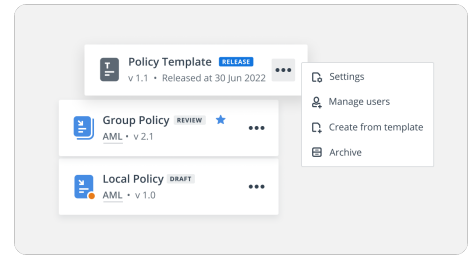 Policy Template RELEASE
v 1.1 • Released at 30 Jun 2022
Settings
Manage users
Create from template
Archive
Group Policy REVIEW
AML • v 2.1
Local Policy DRAFT
AML • v 1.0